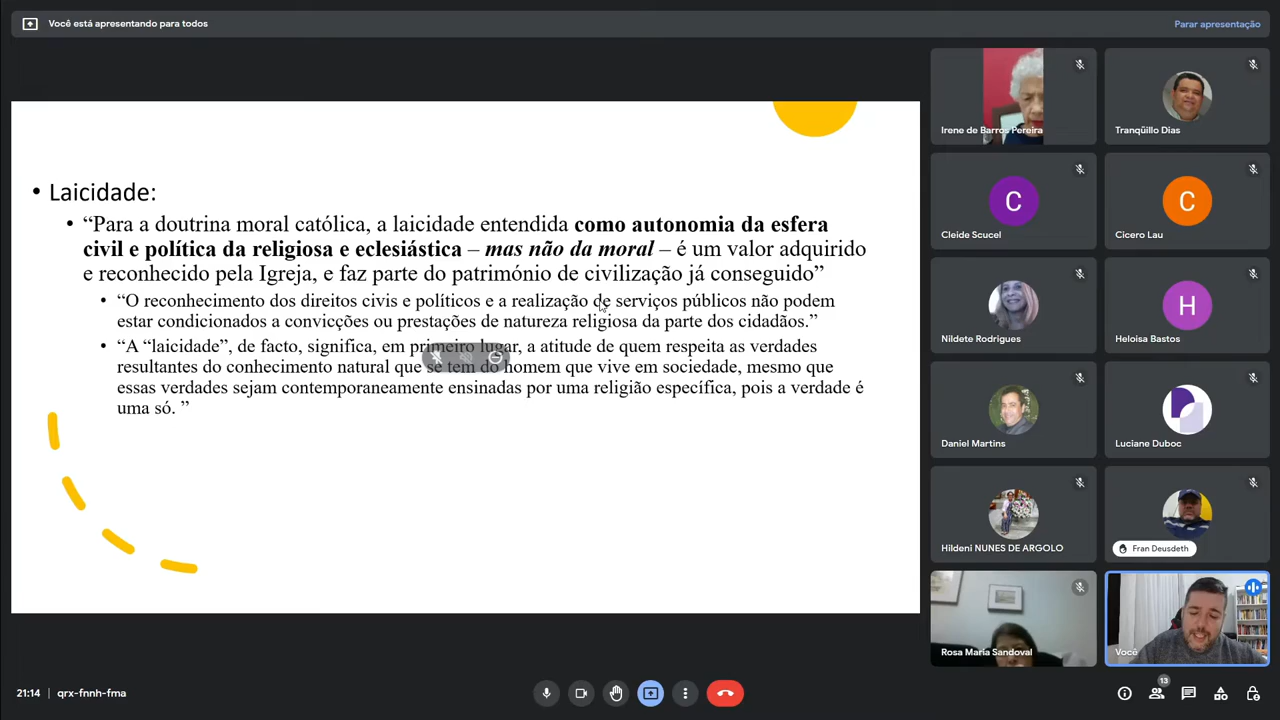 Você está apresentando para todos
Parar apresentação
• Laicidade:
• “Para a doutrina moral católica, a laicidade entendida como autonomia da esfera
civil e política da religiosa e eclesiástica – mas não da moral – é um valor adquirido
e reconhecido pela Igreja, e faz parte do património de civilização já conseguido”
• “O reconhecimento dos direitos civis e políticos e a realização de serviços públicos não podem
estar condicionados a convicções ou prestações de natureza religiosa da parte dos cidadãos.”
• “A “laicidade”, de facto, significa, em primeiro lugar, a atitude de quem respeita as verdades
resultantes do conhecimento natural que se tem do homem que vive em sociedade, mesmo que
essas verdades sejam contemporaneamente ensinadas por uma religião específica, pois a verdade é
uma só. ”
Irene de Barros Pereira
Tranqüillo Dias
C
Cleide Scucel
C
Cicero Lau
Nildete Rodrigues
H
Heloisa Bastos
Daniel Martins
Luciane Duboc
Hildeni NUNES DE ARGOLO
Fran Deusdeth
Rosa María Sandoval
Você
21:14
qrx-fnnh-fma
13